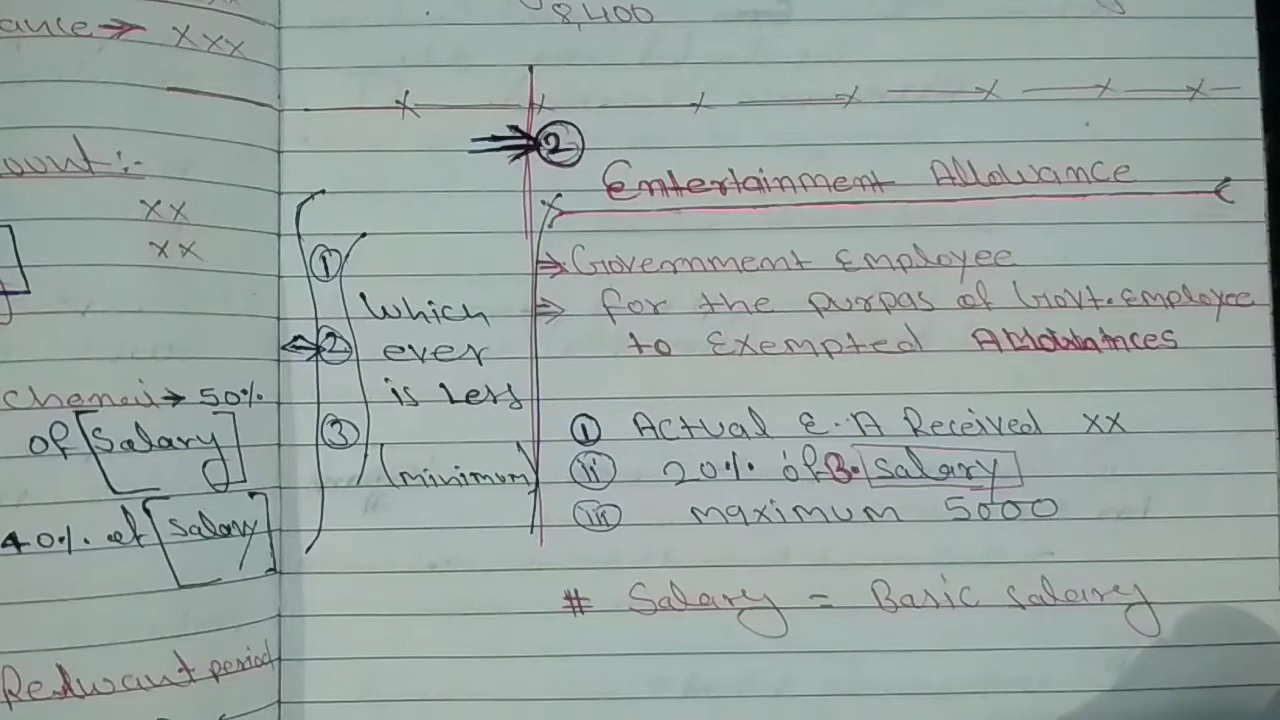 8,400
ance → xxx
ount :-
xx
xx
Chennai → 50%
of [Salary]
40% of [Salary]
Relwant period
②
Entertainment Allowance
⇒ Government Employee
⇒ for the purpas of Govt. Employee
to Exempted Allowances
①
②
③
Which
ever
is less
(minimum)
① Actual E.A Received xx
ⅱ 20% of B. Salary
ⅲ maximum 5000
# Salary = Basic salary